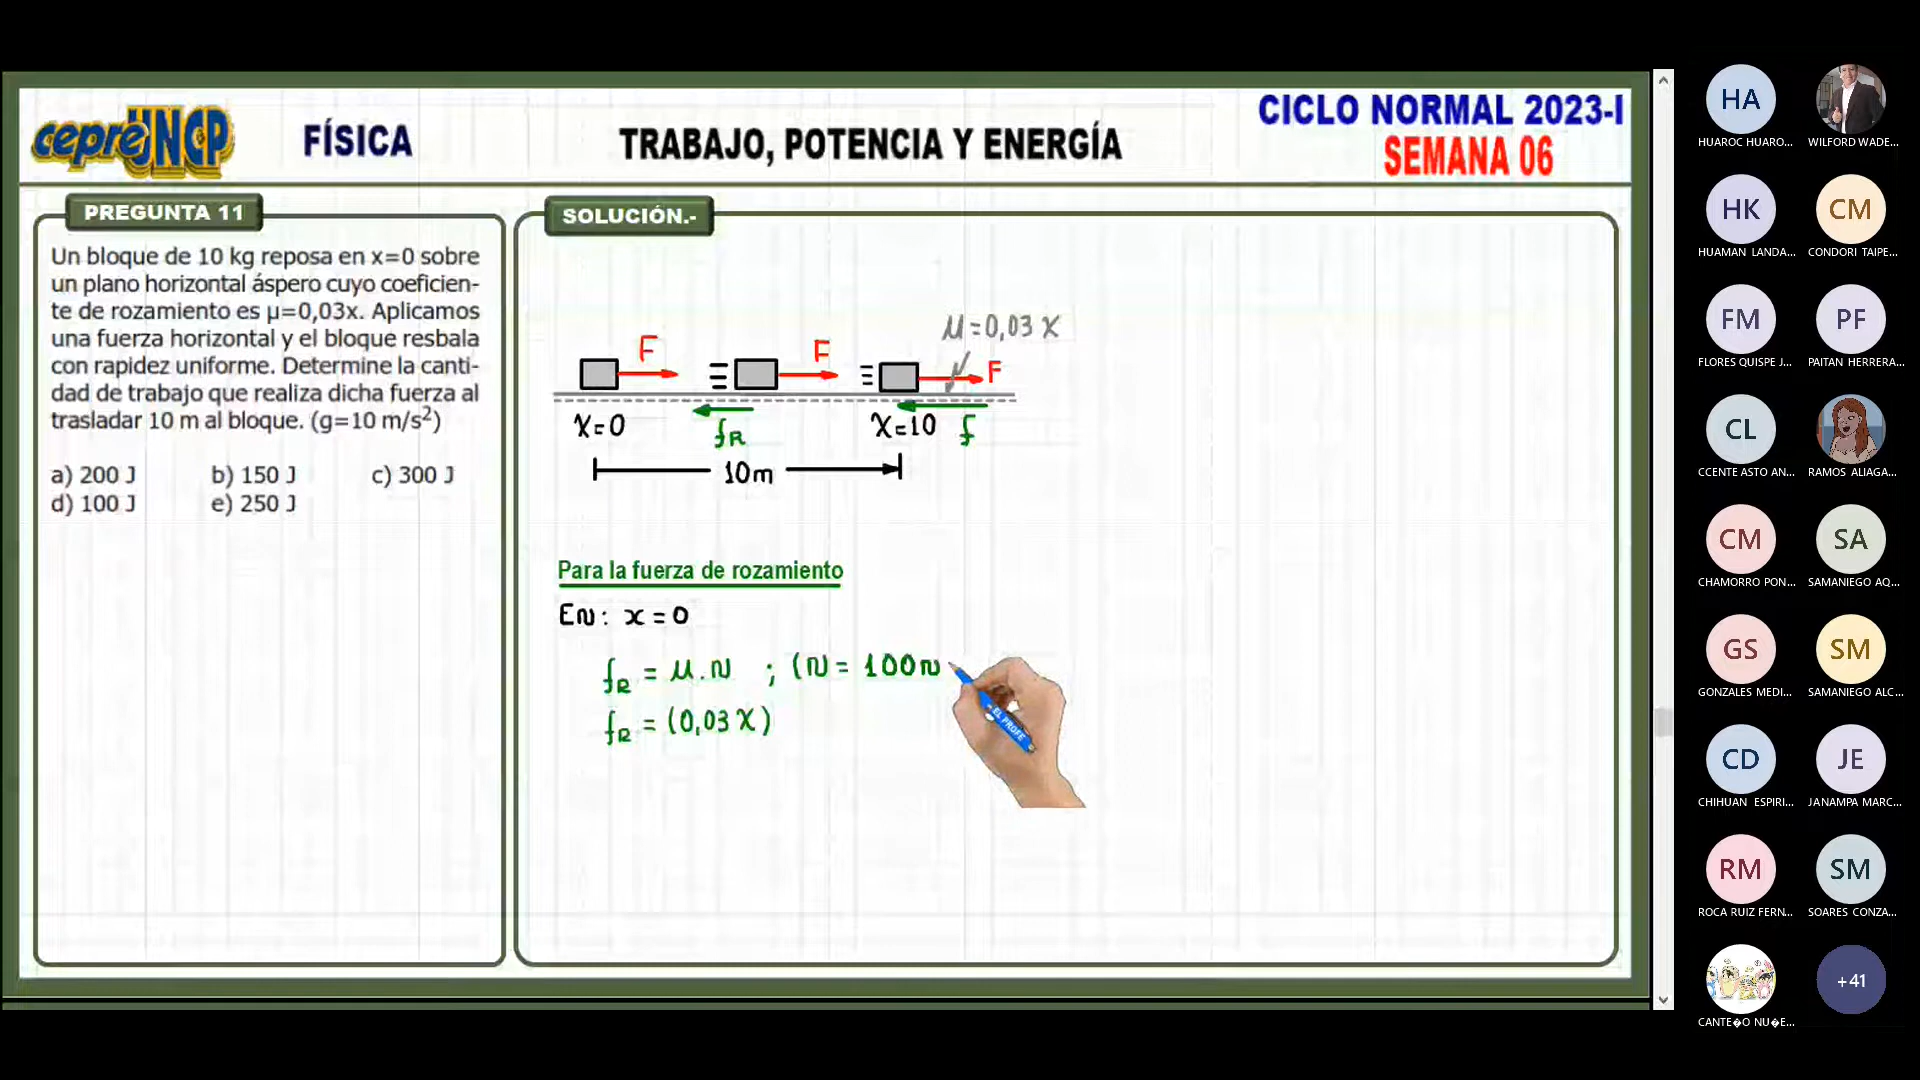 cepreUNCP
FÍSICA
TRABAJO, POTENCIA Y ENERGÍA
CICLO NORMAL 2023-I
SEMANA 06
PREGUNTA 11
Un bloque de 10 kg reposa en x=0 sobre
un plano horizontal áspero cuyo coeficien-
te de rozamiento es μ=0,03x. Aplicamos
una fuerza horizontal y el bloque resbala
con rapidez uniforme. Determine la canti-
dad de trabajo que realiza dicha fuerza al
trasladar 10 m al bloque. (g=10 m/s²)
a) 200 J b) 150 J c) 300 J
d) 100 J e) 250 J
SOLUCIÓN.-
μ=0,03 x
F F F
x=0 fR x=10 f
10m
Para la fuerza de rozamiento
EN: x=0
fR = μ.N ; (N = 100N
fR = (0,03 x)
EL PROFE
HA
HUAROC HUARO... WILFORD WADE...
HK CM
HUAMAN LANDA... CONDORI TAIPE...
FM PF
FLORES QUISPE J... PAITAN HERRERA...
CL
CCENTE ASTO AN... RAMOS ALIAGA...
CM SA
CHAMORRO PON... SAMANIEGO AQ...
GS SM
GONZALES MEDI... SAMANIEGO ALC...
CD JE
CHIHUAN ESPIRI... JANAMPA MARC...
RM SM
ROCA RUIZ FERN... SOARES CONZA...
+41
CANTE�O NU�E...